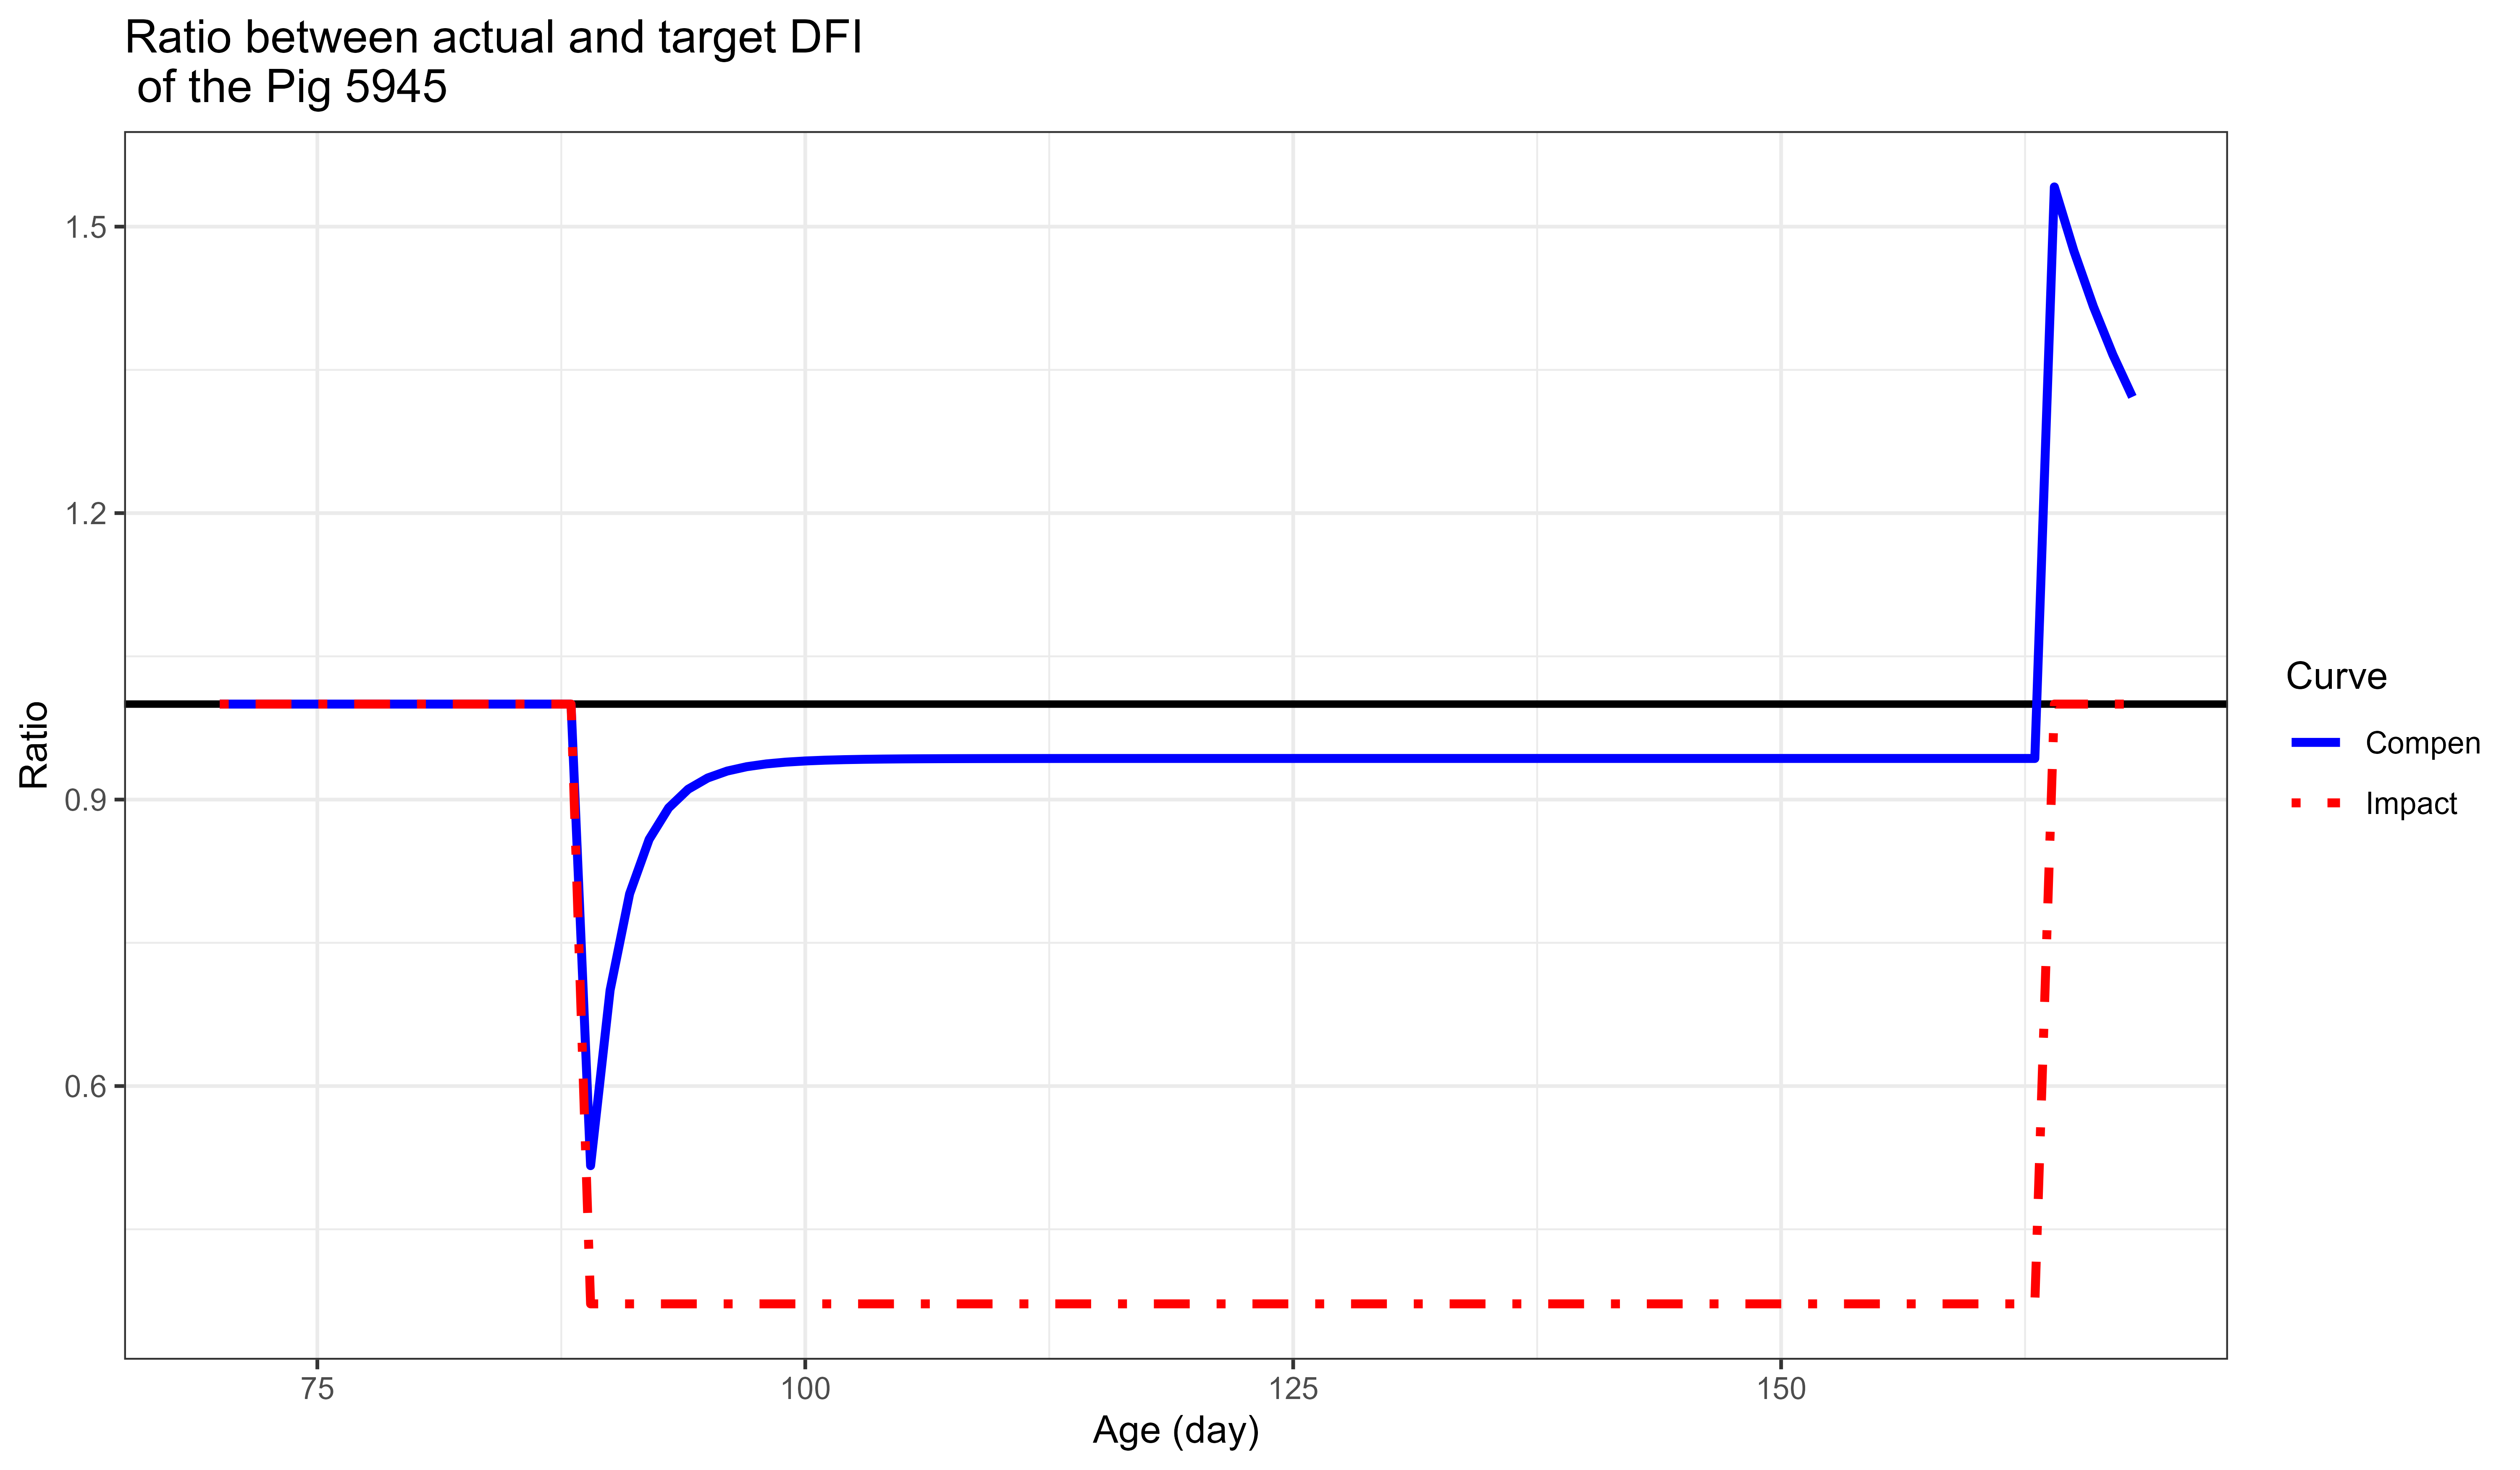 Ratio between actual and target DFI
of the Pig 5945
1.5
1.2
0.9
0.6
Ratio
75
100
125
150
Age (day)
Curve
Compen
Impact